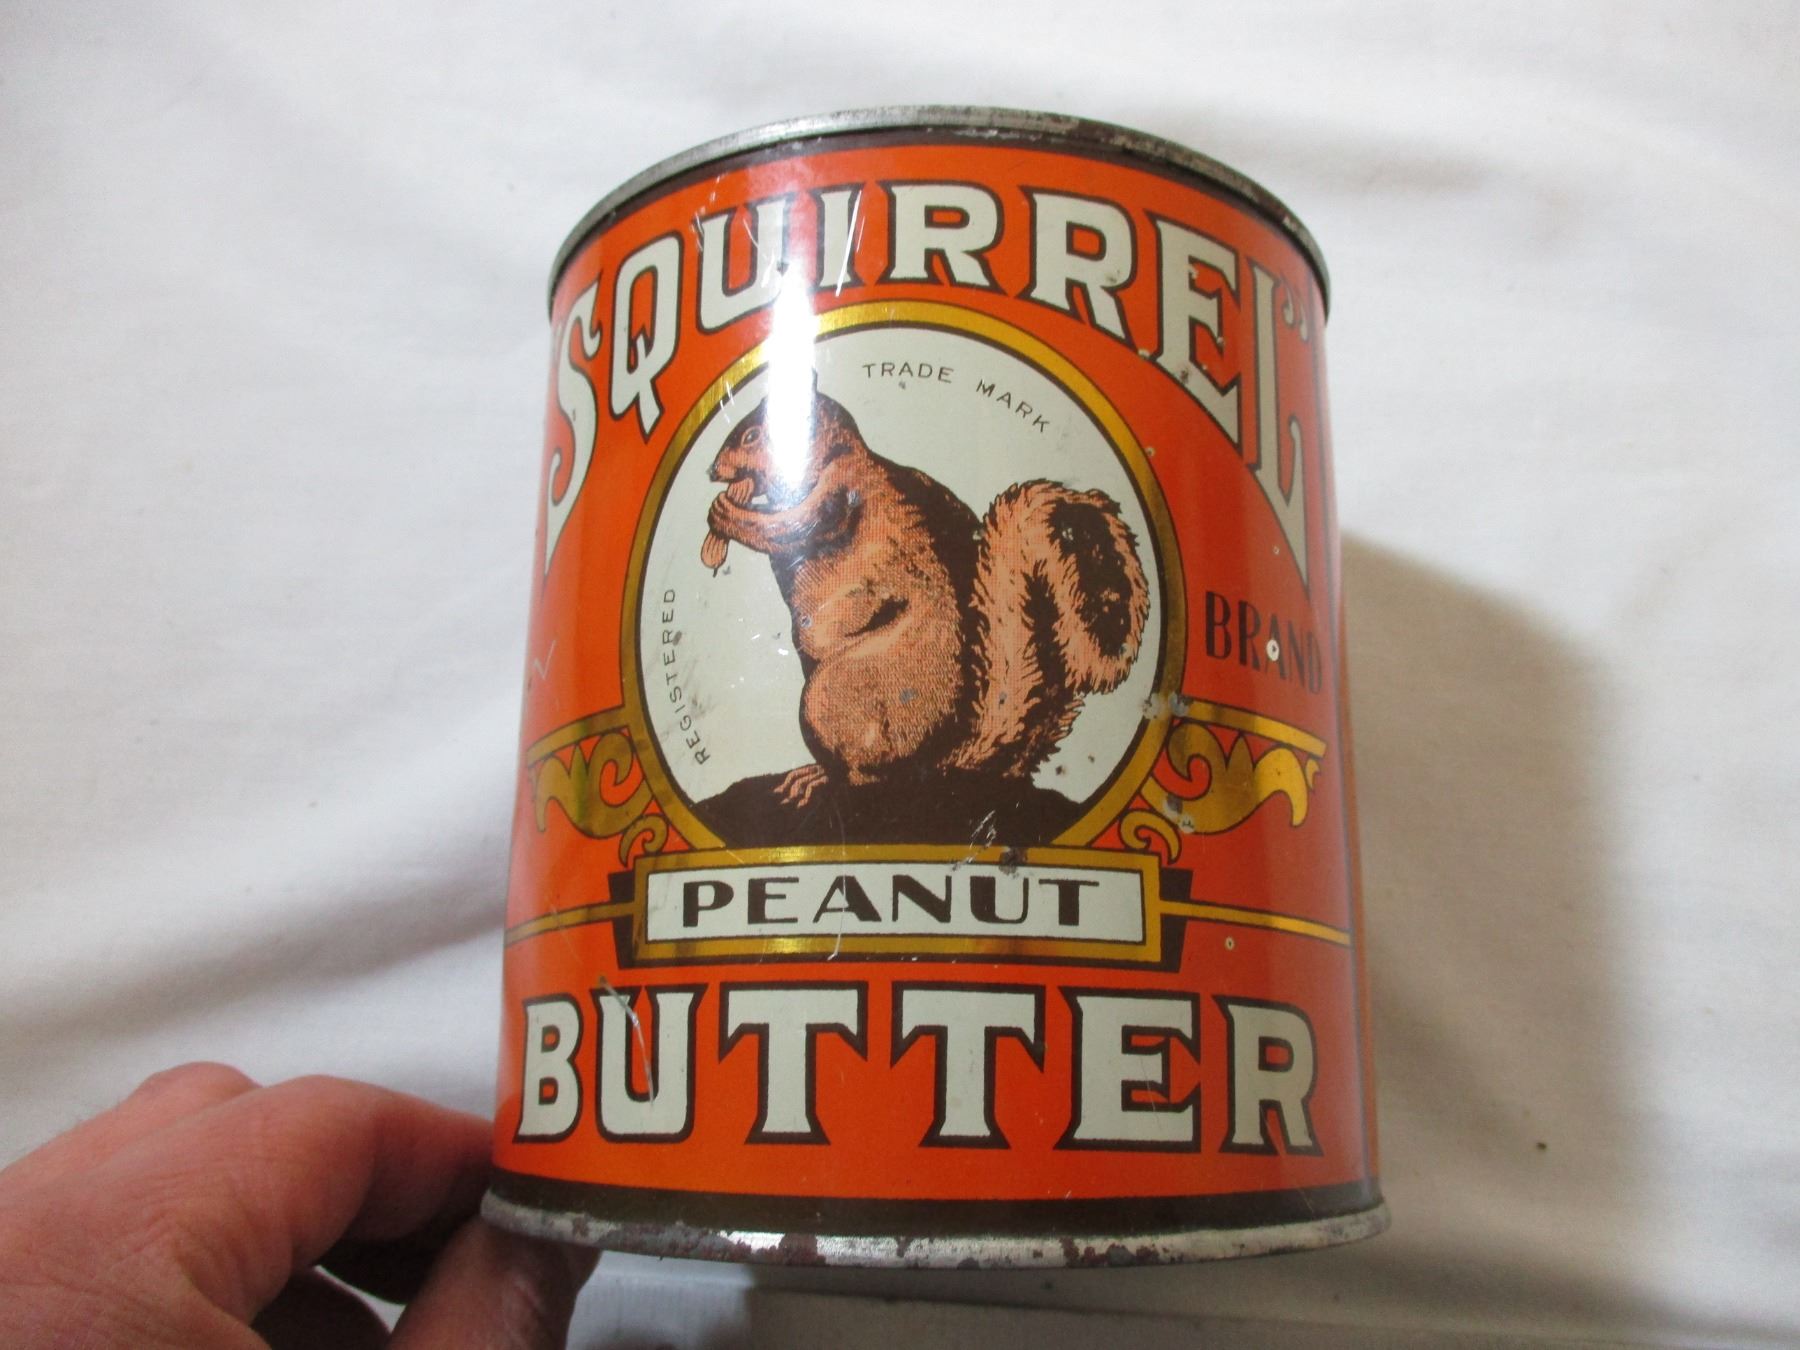 "SQUIRREL"
TRADE MARK
REGISTERED
BRAND
PEANUT
BUTTER